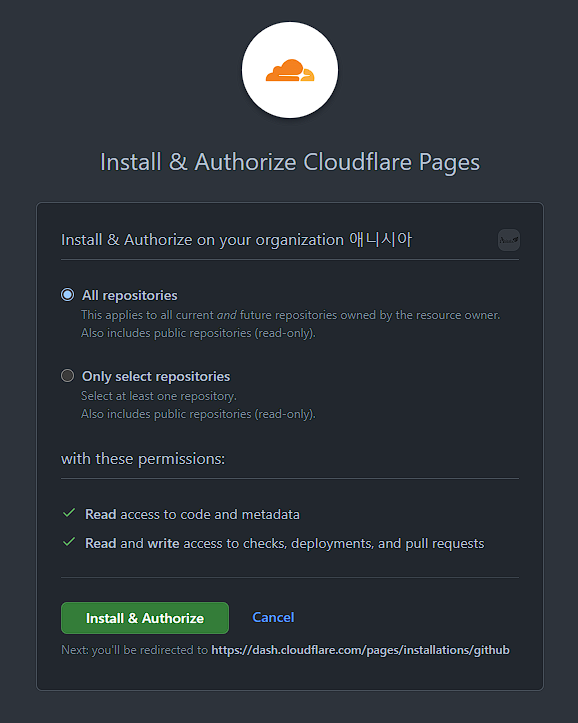 Install & Authorize Cloudflare Pages
Install & Authorize on your organization 애니시아
All repositories
This applies to all current and future repositories owned by the resource owner.
Also includes public repositories (read-only).
Only select repositories
Select at least one repository.
Also includes public repositories (read-only).
with these permissions:
Read access to code and metadata
Read and write access to checks, deployments, and pull requests
Install & Authorize
Cancel
Next: you'll be redirected to https://dash.cloudflare.com/pages/installations/github